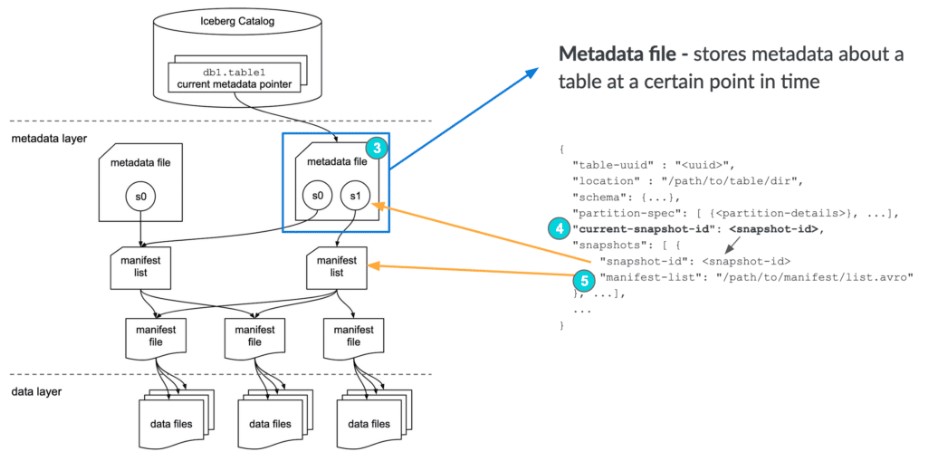 Iceberg Catalog
db1.table1
current metadata pointer
Metadata file - stores metadata about a
table at a certain point in time
metadata layer
metadata file
s0
3
metadata file
s0
s1
manifest
list
manifest
list
manifest
file
manifest
file
manifest
file
data layer
data files
data files
data files
{
"table-uuid" : "<uuid>",
"location" : "/path/to/table/dir",
"schema": {...},
"partition-spec": [ {<partition-details>}, ...],
4 "current-snapshot-id": <snapshot-id>,
"snapshots": [ {
"snapshot-id": <snapshot-id>
5 "manifest-list": "/path/to/manifest/list.avro"
}, ...],
...
}